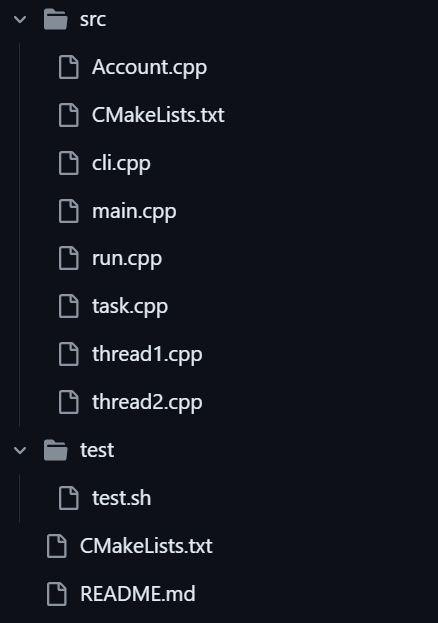 src
Account.cpp
CMakeLists.txt
cli.cpp
main.cpp
run.cpp
task.cpp
thread1.cpp
thread2.cpp
test
test.sh
CMakeLists.txt
README.md